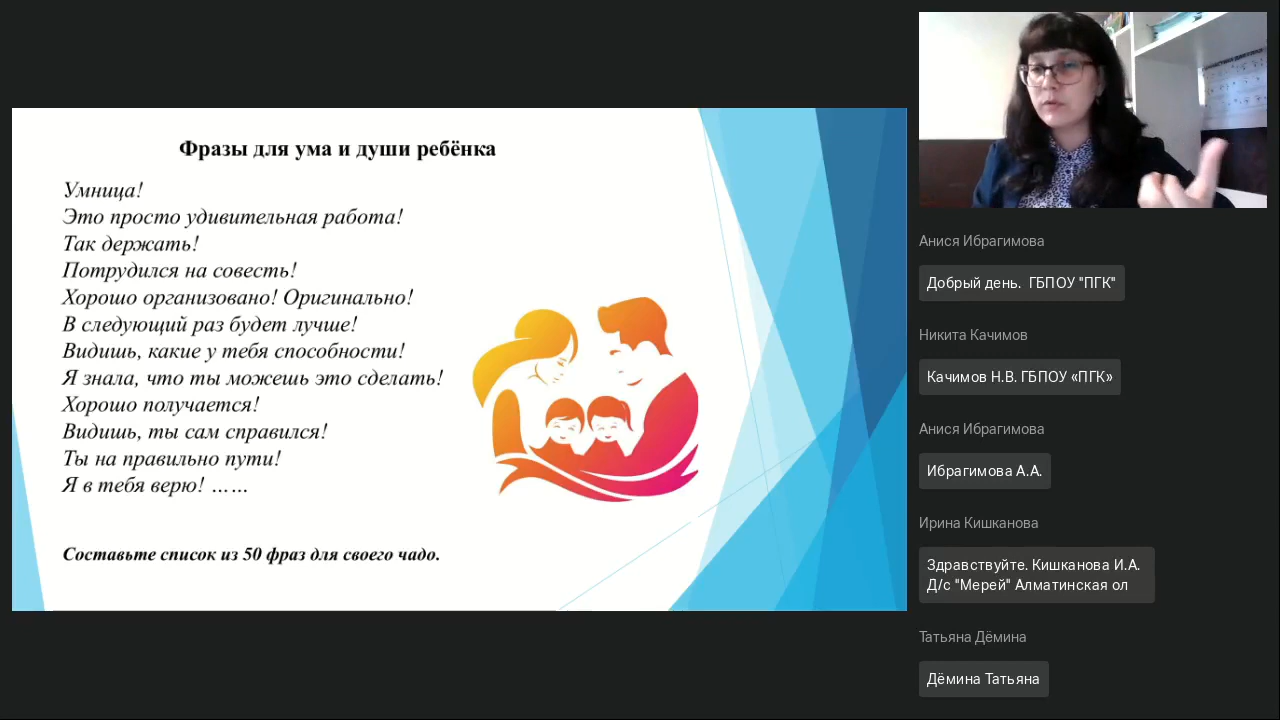 Фразы для ума и души ребёнка
Умница!
Это просто удивительная работа!
Так держать!
Потрудился на совесть!
Хорошо организовано! Оригинально!
В следующий раз будет лучше!
Видишь, какие у тебя способности!
Я знала, что ты можешь это сделать!
Хорошо получается!
Видишь, ты сам справился!
Ты на правильно пути!
Я в тебя верю! ……
Составьте список из 50 фраз для своего чадо.
Анися Ибрагимова
Добрый день. ГБПОУ "ПГК"
Никита Качимов
Качимов Н.В. ГБПОУ «ПГК»
Анися Ибрагимова
Ибрагимова А.А.
Ирина Кишканова
Здравствуйте. Кишканова И.А.
Д/с "Мерей" Алматинская ол
Татьяна Дёмина
Дёмина Татьяна